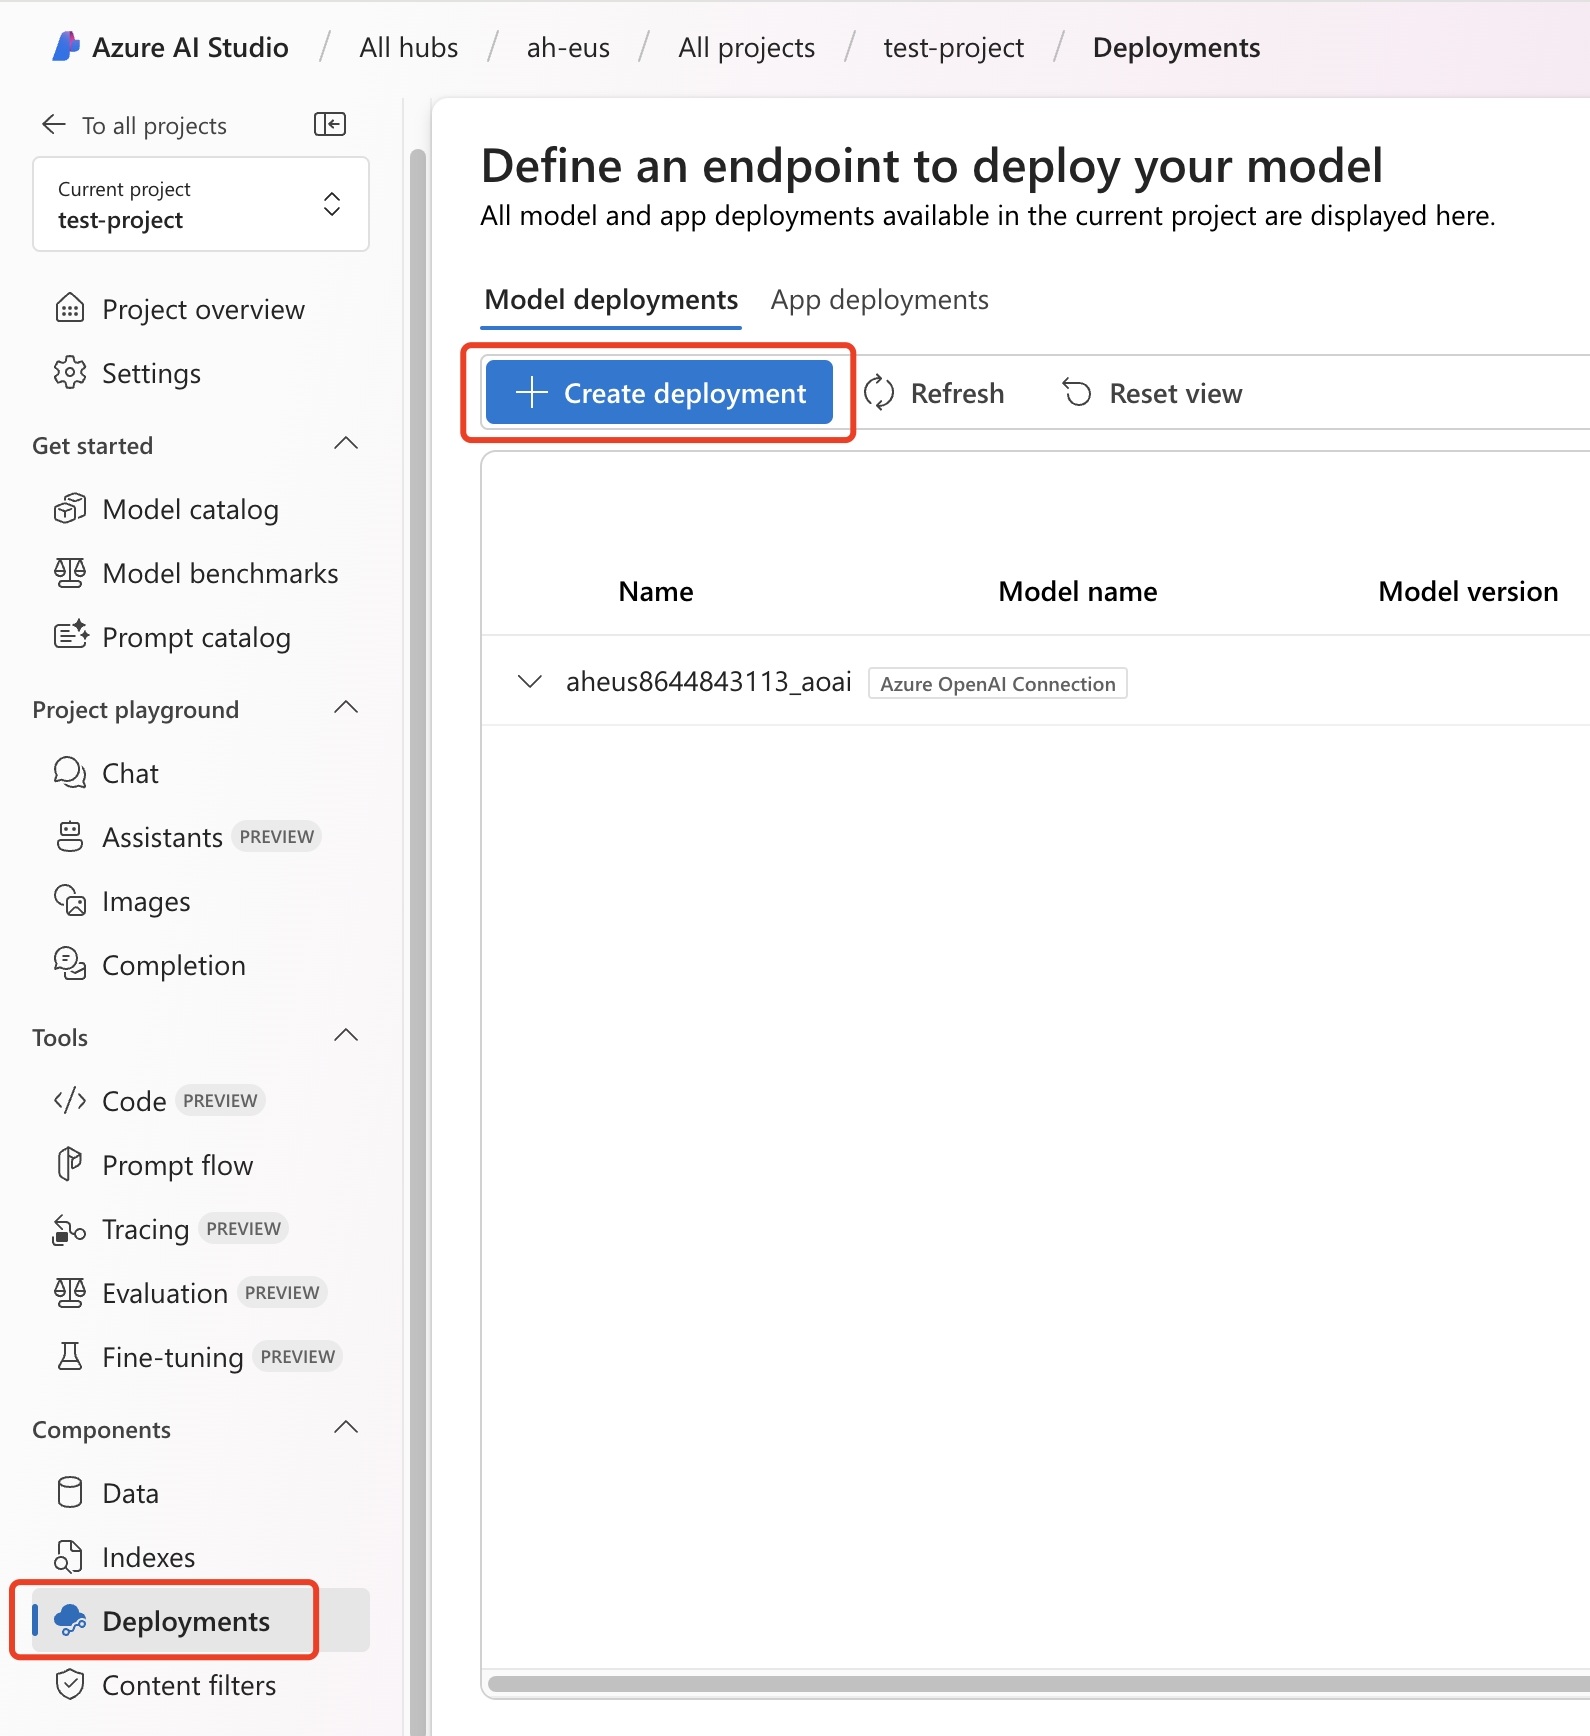 Azure AI Studio / All hubs / ah-eus / All projects / test-project / Deployments
To all projects
Current project
test-project
Project overview
Settings
Get started
Model catalog
Model benchmarks
Prompt catalog
Project playground
Chat
Assistants PREVIEW
Images
Completion
Tools
Code PREVIEW
Prompt flow
Tracing PREVIEW
Evaluation PREVIEW
Fine-tuning PREVIEW
Components
Data
Indexes
Deployments
Content filters
Define an endpoint to deploy your model
All model and app deployments available in the current project are displayed here.
Model deployments App deployments
Create deployment Refresh Reset view
Name Model name Model version
aheus8644843113_aoai Azure OpenAI Connection